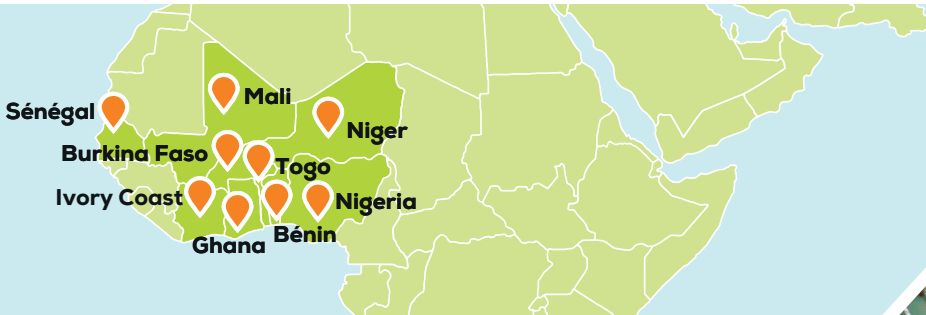 Mali
Sénégal
Niger
Burkina Faso
Togo
Ivory Coast
Nigeria
Bénin
Ghana